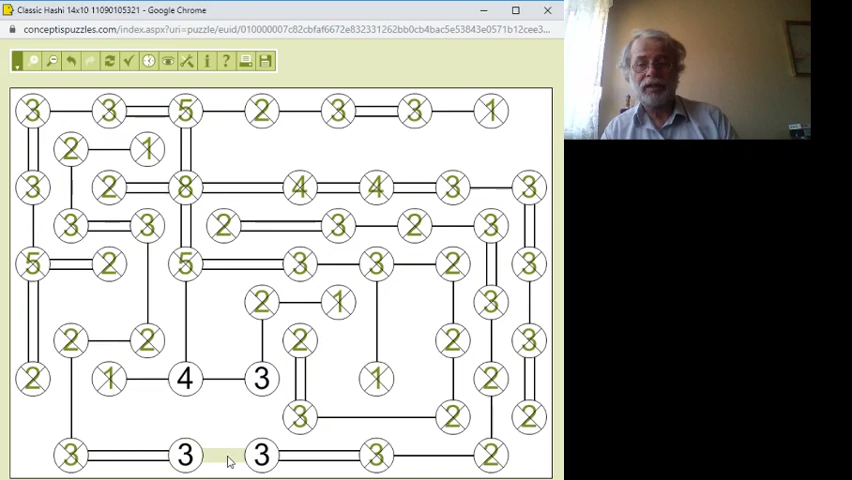 Classic Hashi 14x10 11090105321 - Google Chrome
conceptispuzzles.com/index.aspx?uri=puzzle/euid/010000007c82cbfaf6672e832331262bb0cb4bac5e53843e0571b12cee3...
3 3 5 2 3 3 1
2 1
3 2 8 4 4 3 3
3 3 2 3 2 3
5 2 5 3 3 2 3
2 1 3
2 2 2 2 3
2 1 4 3 1 2
3 2 2
3 3 3 3 2